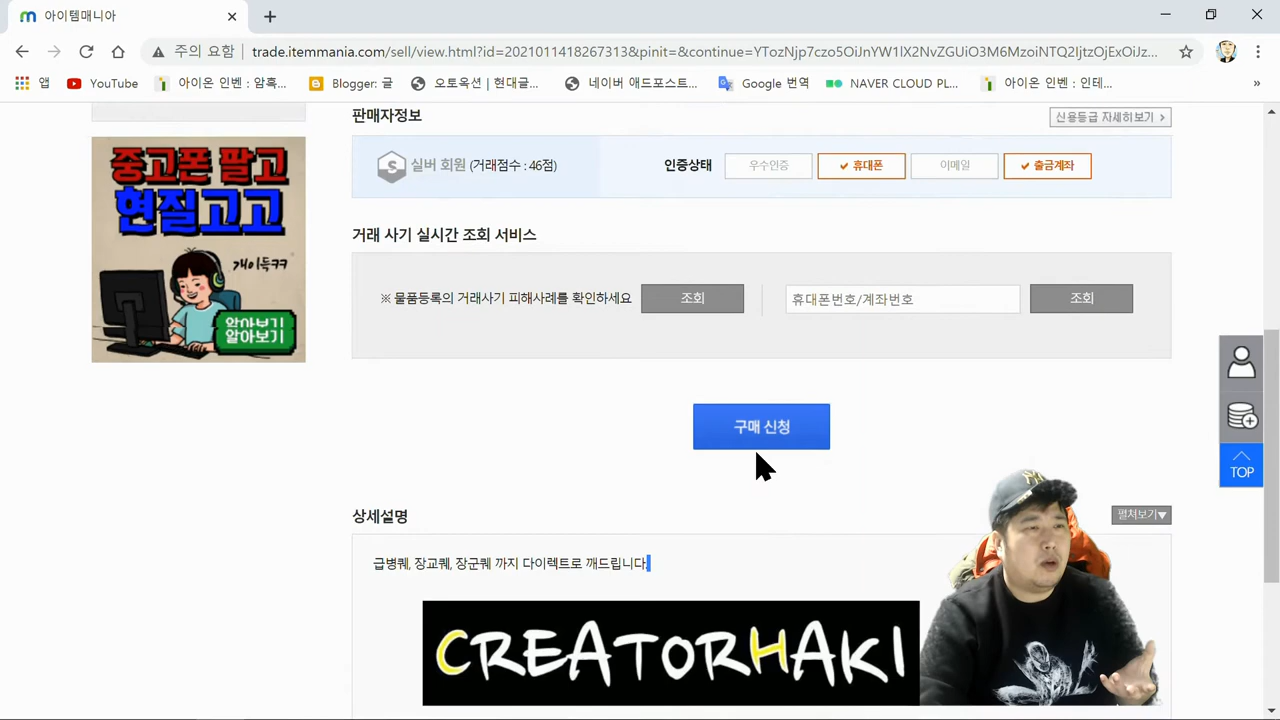 아이템매니아
주의 요함
trade.itemmania.com/sell/view.html?id=2021011418267313&pinit=&continue=YTozNjp7czo5OiJnYW1lX2NvZGUiO3M6MzoiNTQ2IjtzOjExOiJz...
앱
YouTube
아이온 인벤 : 암흑...
Blogger: 글
오토옥션 | 현대글...
네이버 애드포스트...
Google 번역
NAVER CLOUD PL...
아이온 인벤 : 인테...
»
판매자정보
신용등급 자세히보기 >
S 실버 회원 (거래점수 : 46점)
인증상태
우수인증
휴대폰
이메일
출금계좌
중고폰 팔고
현질고고
개이득ㅋㅋ
알아보기
알아보기
거래 사기 실시간 조회 서비스
※ 물품등록의 거래사기 피해사례를 확인하세요
조회
휴대폰번호/계좌번호
조회
구매 신청
TOP
상세설명
펼쳐보기▼
급병퀘, 장교퀘, 장군퀘 까지 다이렉트로 깨드립니다.
CREATORHAKI